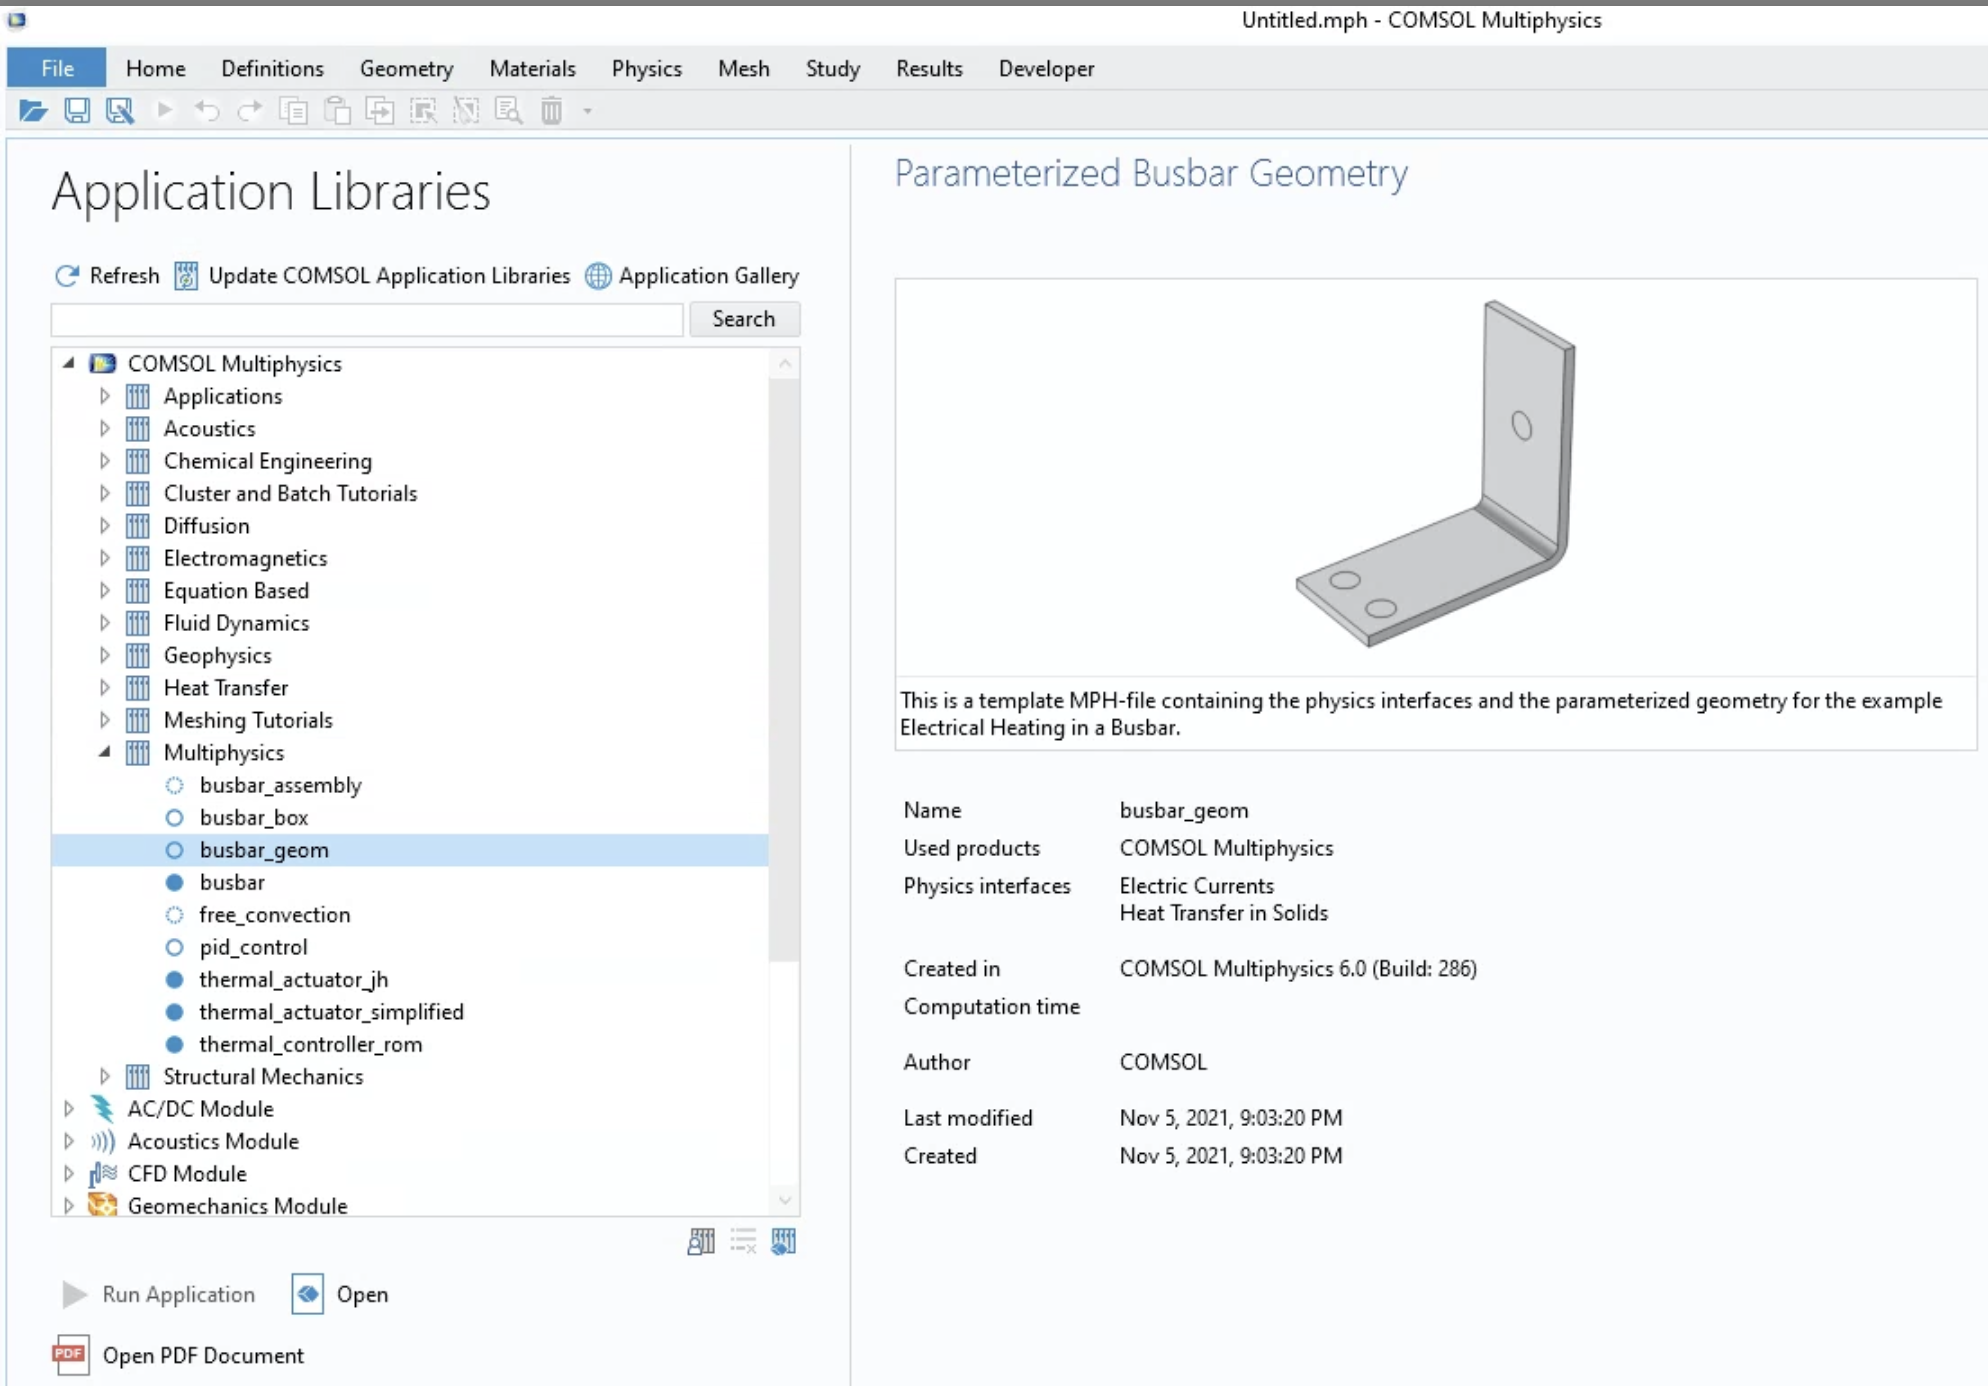 Untitled.mph - COMSOL Multiphysics
File Home Definitions Geometry Materials Physics Mesh Study Results Developer
Application Libraries
Refresh Update COMSOL Application Libraries Application Gallery
Search
COMSOL Multiphysics
Applications
Acoustics
Chemical Engineering
Cluster and Batch Tutorials
Diffusion
Electromagnetics
Equation Based
Fluid Dynamics
Geophysics
Heat Transfer
Meshing Tutorials
Multiphysics
busbar_assembly
busbar_box
busbar_geom
busbar
free_convection
pid_control
thermal_actuator_jh
thermal_actuator_simplified
thermal_controller_rom
Structural Mechanics
AC/DC Module
Acoustics Module
CFD Module
Geomechanics Module
Run Application Open
PDF Open PDF Document
Parameterized Busbar Geometry
This is a template MPH-file containing the physics interfaces and the parameterized geometry for the example
Electrical Heating in a Busbar.
Name busbar_geom
Used products COMSOL Multiphysics
Physics interfaces Electric Currents
Heat Transfer in Solids
Created in COMSOL Multiphysics 6.0 (Build: 286)
Computation time
Author COMSOL
Last modified Nov 5, 2021, 9:03:20 PM
Created Nov 5, 2021, 9:03:20 PM